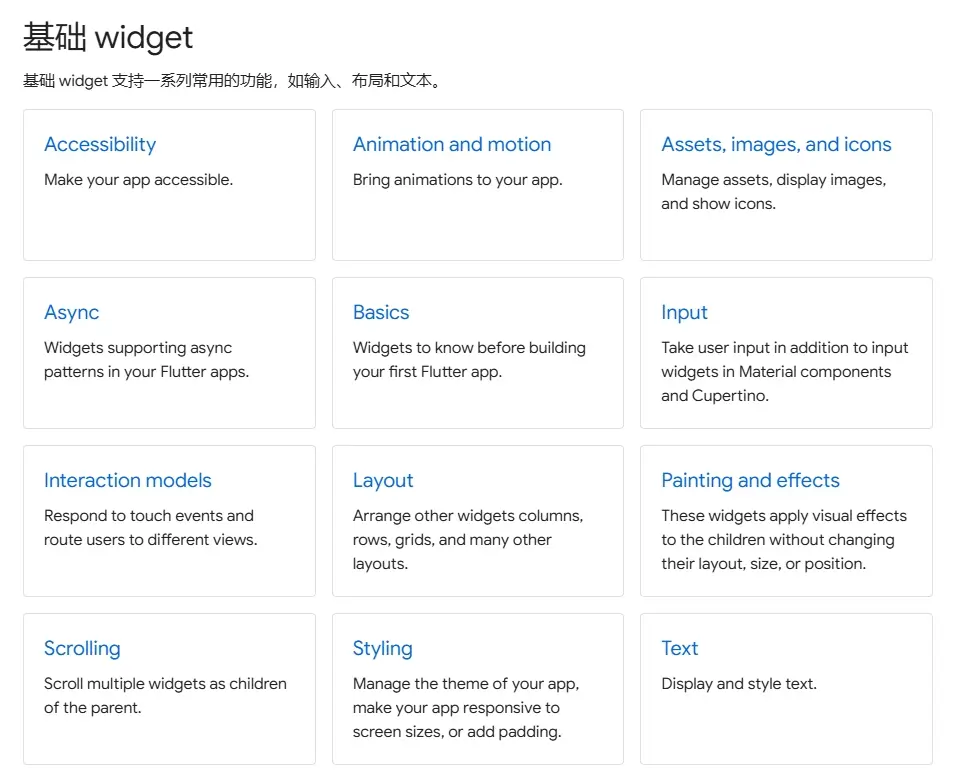 基础 widget
基础 widget 支持一系列常用的功能，如输入、布局和文本。
Accessibility
Make your app accessible.
Animation and motion
Bring animations to your app.
Assets, images, and icons
Manage assets, display images,
and show icons.
Async
Widgets supporting async
patterns in your Flutter apps.
Basics
Widgets to know before building
your first Flutter app.
Input
Take user input in addition to input
widgets in Material components
and Cupertino.
Interaction models
Respond to touch events and
route users to different views.
Layout
Arrange other widgets columns,
rows, grids, and many other
layouts.
Painting and effects
These widgets apply visual effects
to the children without changing
their layout, size, or position.
Scrolling
Scroll multiple widgets as children
of the parent.
Styling
Manage the theme of your app,
make your app responsive to
screen sizes, or add padding.
Text
Display and style text.